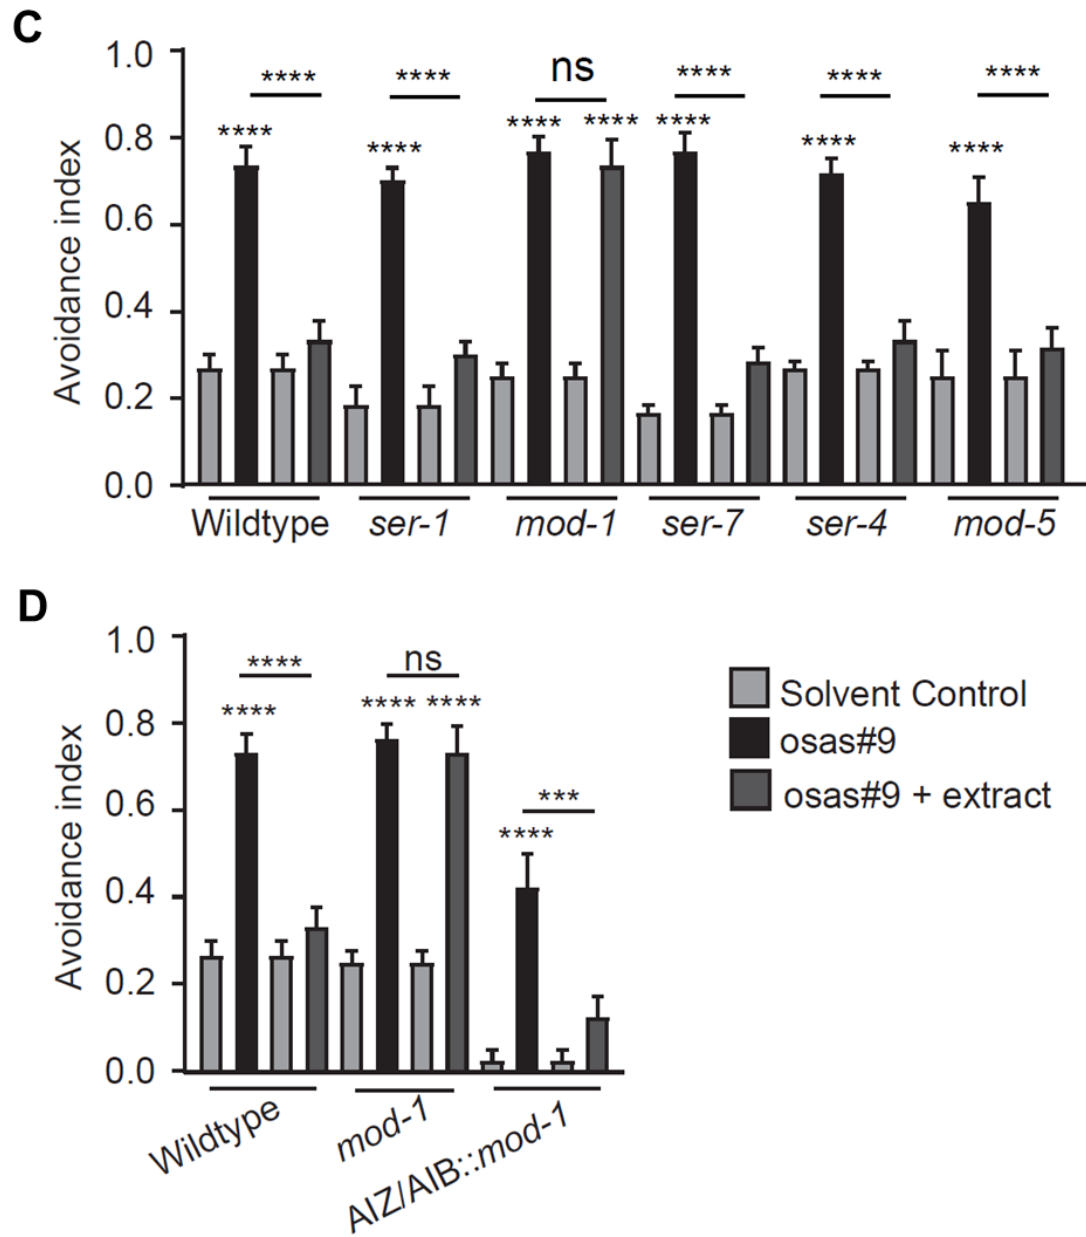 C
1.0
0.8
0.6
0.4
0.2
0.0
Avoidance index
**** **** ns **** **** ****
**** **** **** **** **** **** ****
Wildtype ser-1 mod-1 ser-7 ser-4 mod-5
D
1.0
0.8
0.6
0.4
0.2
0.0
Avoidance index
**** ns
**** **** ****
***
****
Wildtype
mod-1
AIZ/AIB::mod-1
Solvent Control
osas#9
osas#9 + extract